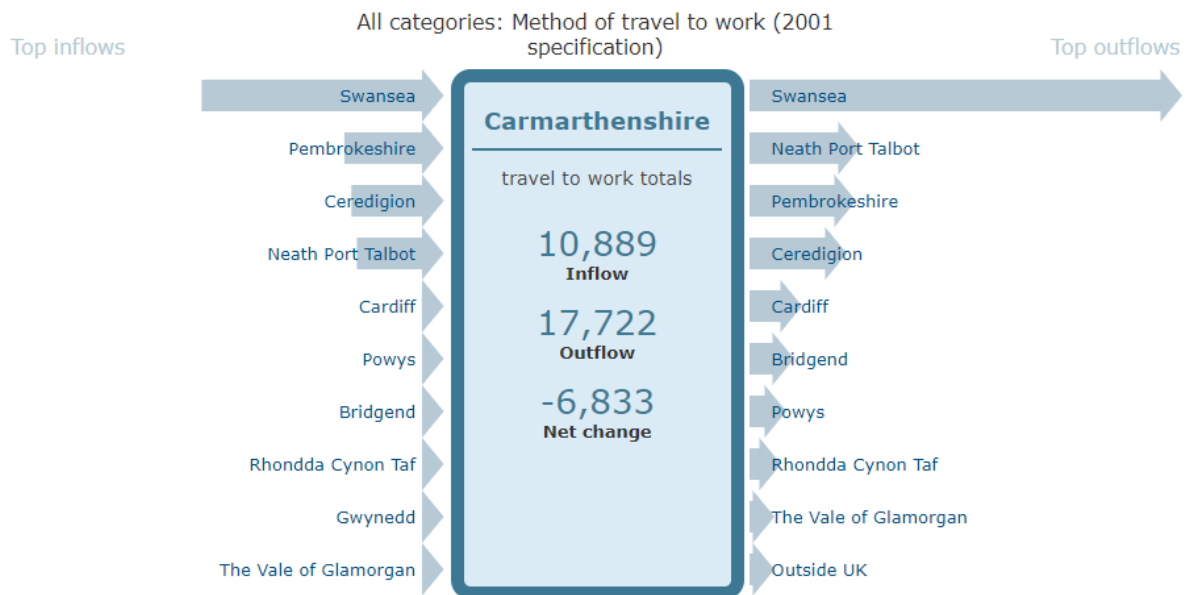 All categories: Method of travel to work (2001
specification)
Top inflows
Top outflows
Swansea
Pembrokeshire
Ceredigion
Neath Port Talbot
Cardiff
Powys
Bridgend
Rhondda Cynon Taf
Gwynedd
The Vale of Glamorgan
Carmarthenshire
travel to work totals
10,889
Inflow
17,722
Outflow
-6,833
Net change
Swansea
Neath Port Talbot
Pembrokeshire
Ceredigion
Cardiff
Bridgend
Powys
Rhondda Cynon Taf
The Vale of Glamorgan
Outside UK